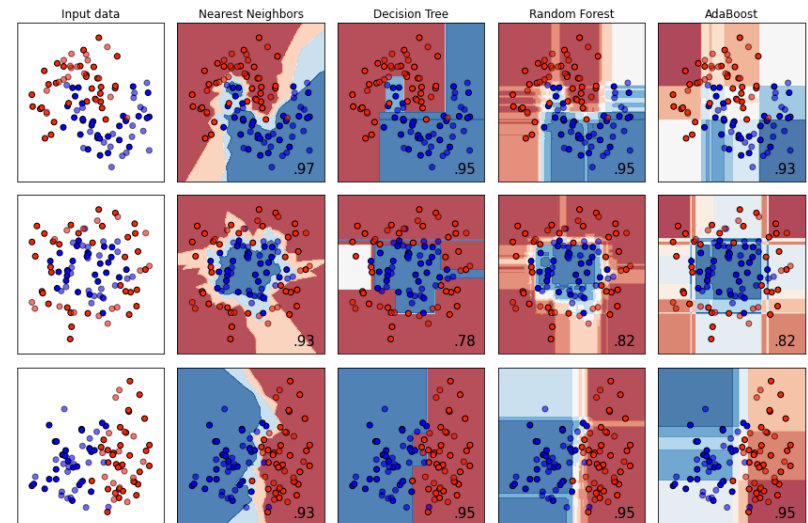 Input data
Nearest Neighbors
Decision Tree
Random Forest
AdaBoost
.97
.95
.95
.93
.93
.78
.82
.82
.93
.95
.95
.95